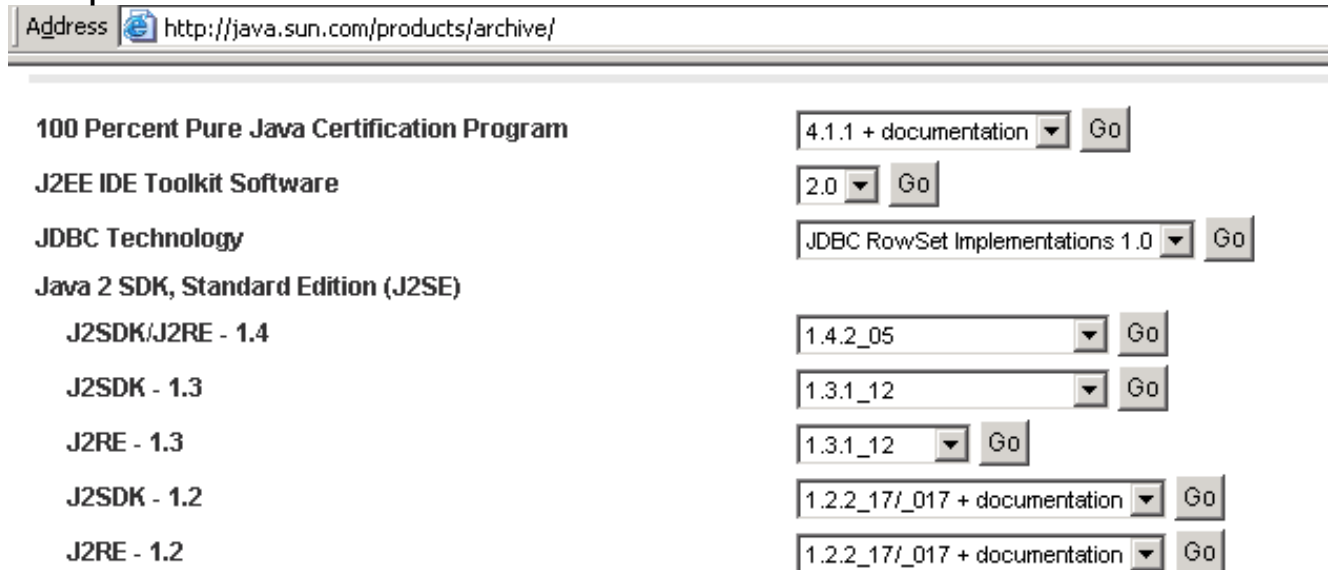 Address http://java.sun.com/products/archive/
100 Percent Pure Java Certification Program 4.1.1 + documentation Go
J2EE IDE Toolkit Software 2.0 Go
JDBC Technology JDBC RowSet Implementations 1.0 Go
Java 2 SDK, Standard Edition (J2SE)
J2SDK/J2RE - 1.4 1.4.2_05 Go
J2SDK - 1.3 1.3.1_12 Go
J2RE - 1.3 1.3.1_12 Go
J2SDK - 1.2 1.2.2_17/_017 + documentation Go
J2RE - 1.2 1.2.2_17/_017 + documentation Go